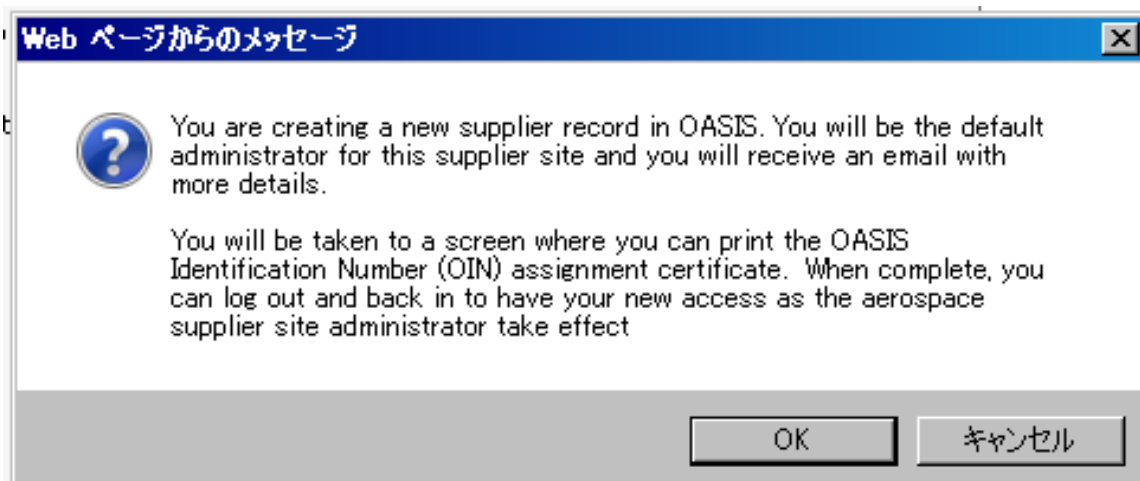 Web ページからのメッセージ
You are creating a new supplier record in OASIS. You will be the default
administrator for this supplier site and you will receive an email with
more details.
You will be taken to a screen where you can print the OASIS
Identification Number (OIN) assignment certificate. When complete, you
can log out and back in to have your new access as the aerospace
supplier site administrator take effect
OK
キャンセル